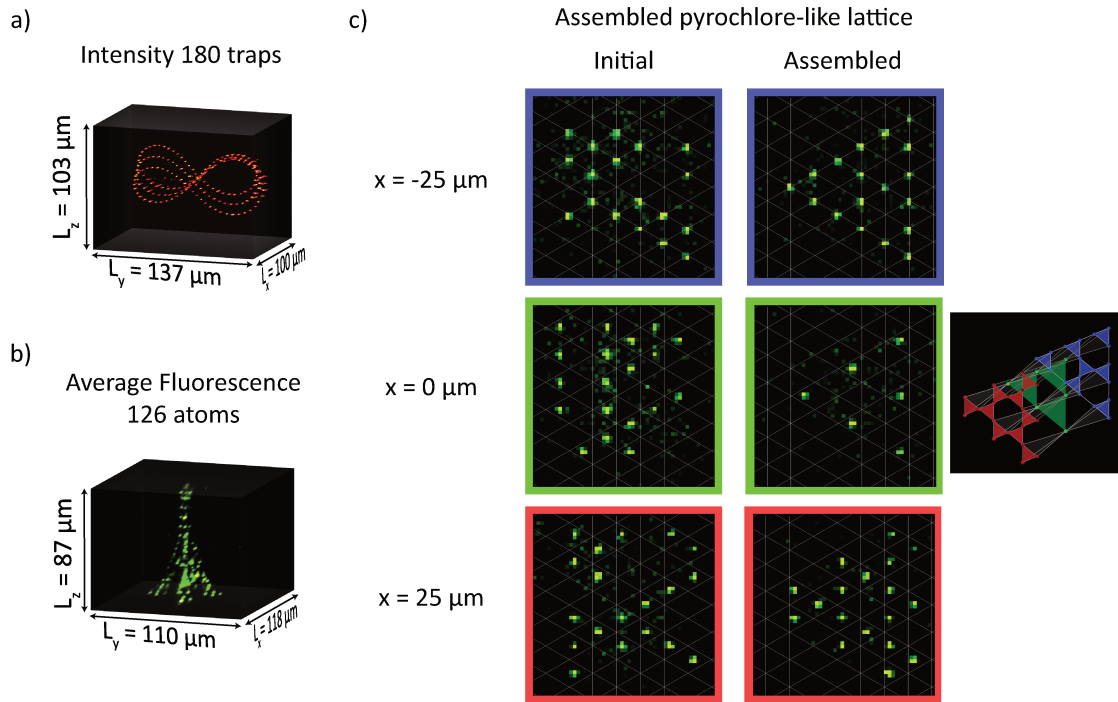 a)
Intensity 180 traps
L_z = 103 µm
L_y = 137 µm
L_x = 100 µm
b)
Average Fluorescence
126 atoms
L_z = 87 µm
L_y = 110 µm
L_x = 118 µm
c)
Assembled pyrochlore-like lattice
Initial
Assembled
x = -25 µm
x = 0 µm
x = 25 µm